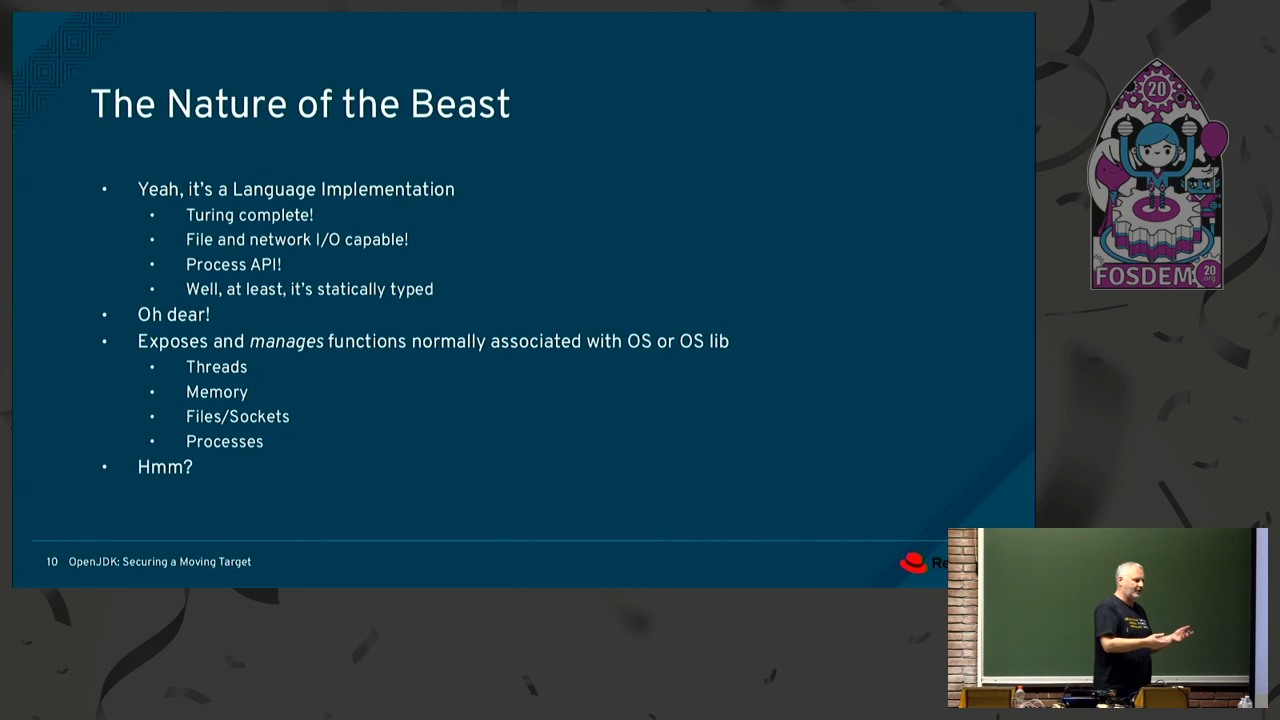 The Nature of the Beast
Yeah, it's a Language Implementation
Turing complete!
File and network I/O capable!
Process API!
Well, at least, it's statically typed
Oh dear!
Exposes and manages functions normally associated with OS or OS lib
Threads
Memory
Files/Sockets
Processes
Hmm?
10 OpenJDK: Securing a Moving Target
20
FOSDEM
20
.org